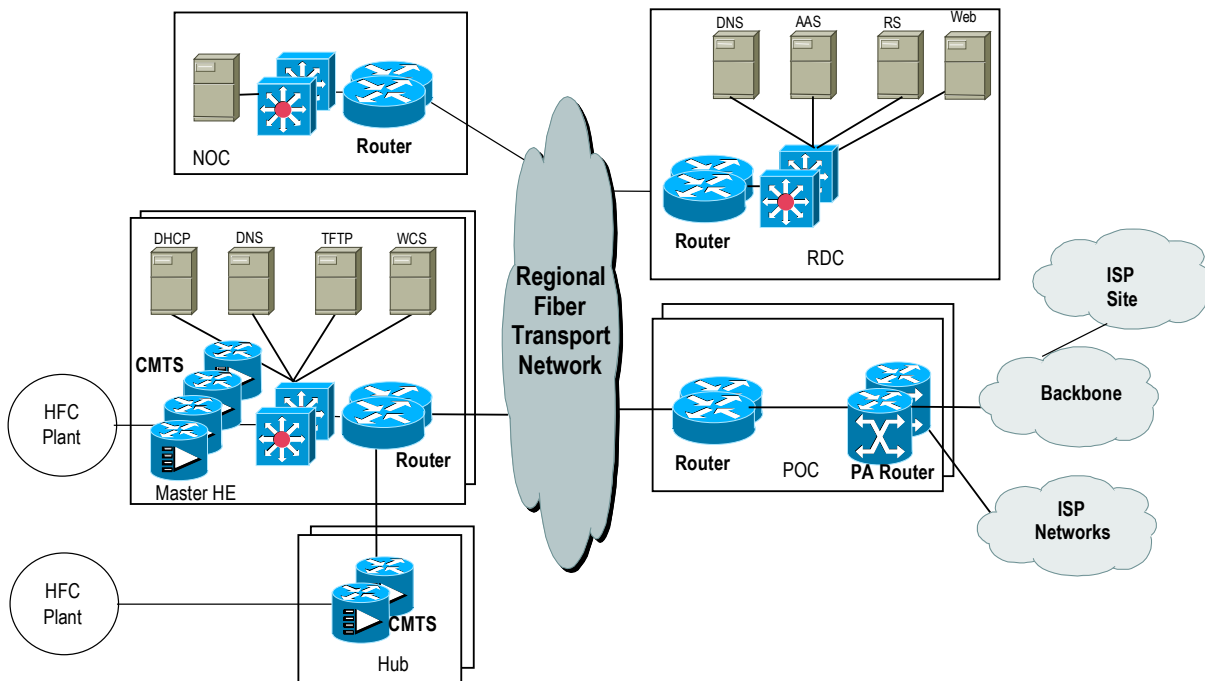 DNS
AAS
RS
Web
Router
NOC
Router
RDC
DHCP
DNS
TFTP
WCS
CMTS
Router
Master HE
HFC
Plant
Regional
Fiber
Transport
Network
ISP
Site
Backbone
Router
POC
PA Router
ISP
Networks
HFC
Plant
CMTS
Hub